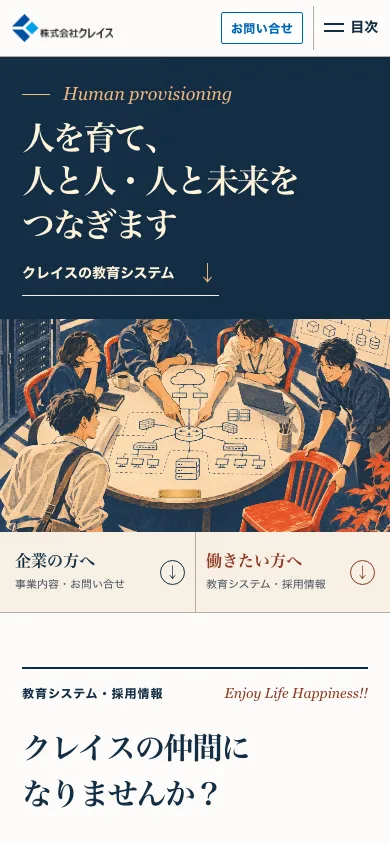 株式会社クレイス
お問い合せ
目次
Human provisioning
人を育て、
人と人・人と未来を
つなぎます
クレイスの教育システム
企業の方へ
事業内容・お問い合せ
働きたい方へ
教育システム・採用情報
教育システム・採用情報
Enjoy Life Happiness!!
クレイスの仲間に
なりませんか？